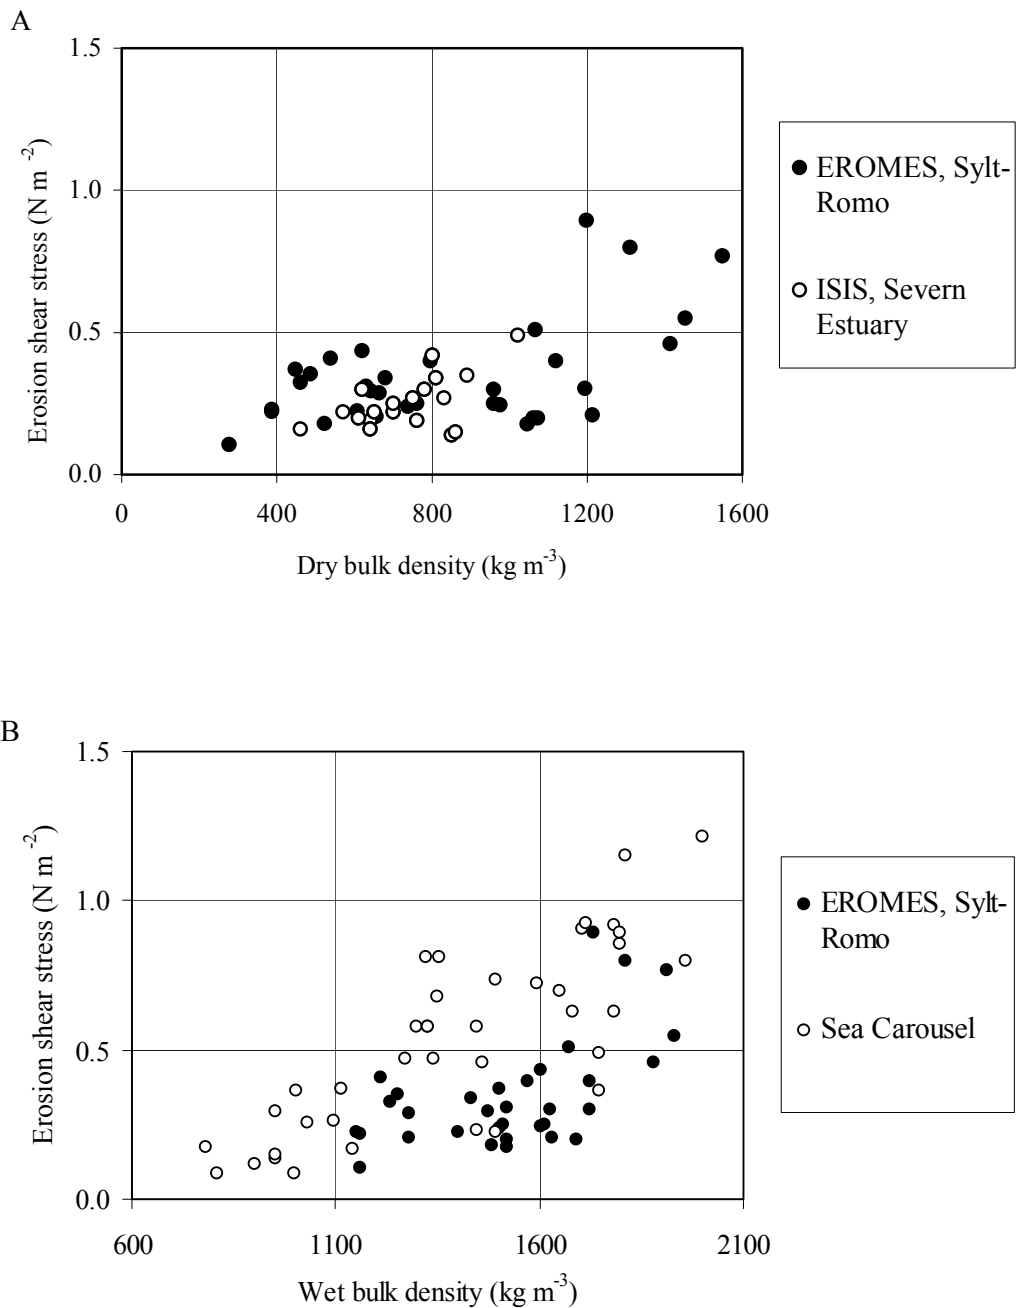 A
1.5
1.0
0.5
0.0
Erosion shear stress (N m⁻²)
0 400 800 1200 1600
Dry bulk density (kg m⁻³)
EROMES, Sylt-
Romo
ISIS, Severn
Estuary
B
1.5
1.0
0.5
0.0
Erosion shear stress (N m⁻²)
600 1100 1600 2100
Wet bulk density (kg m⁻³)
EROMES, Sylt-
Romo
Sea Carousel